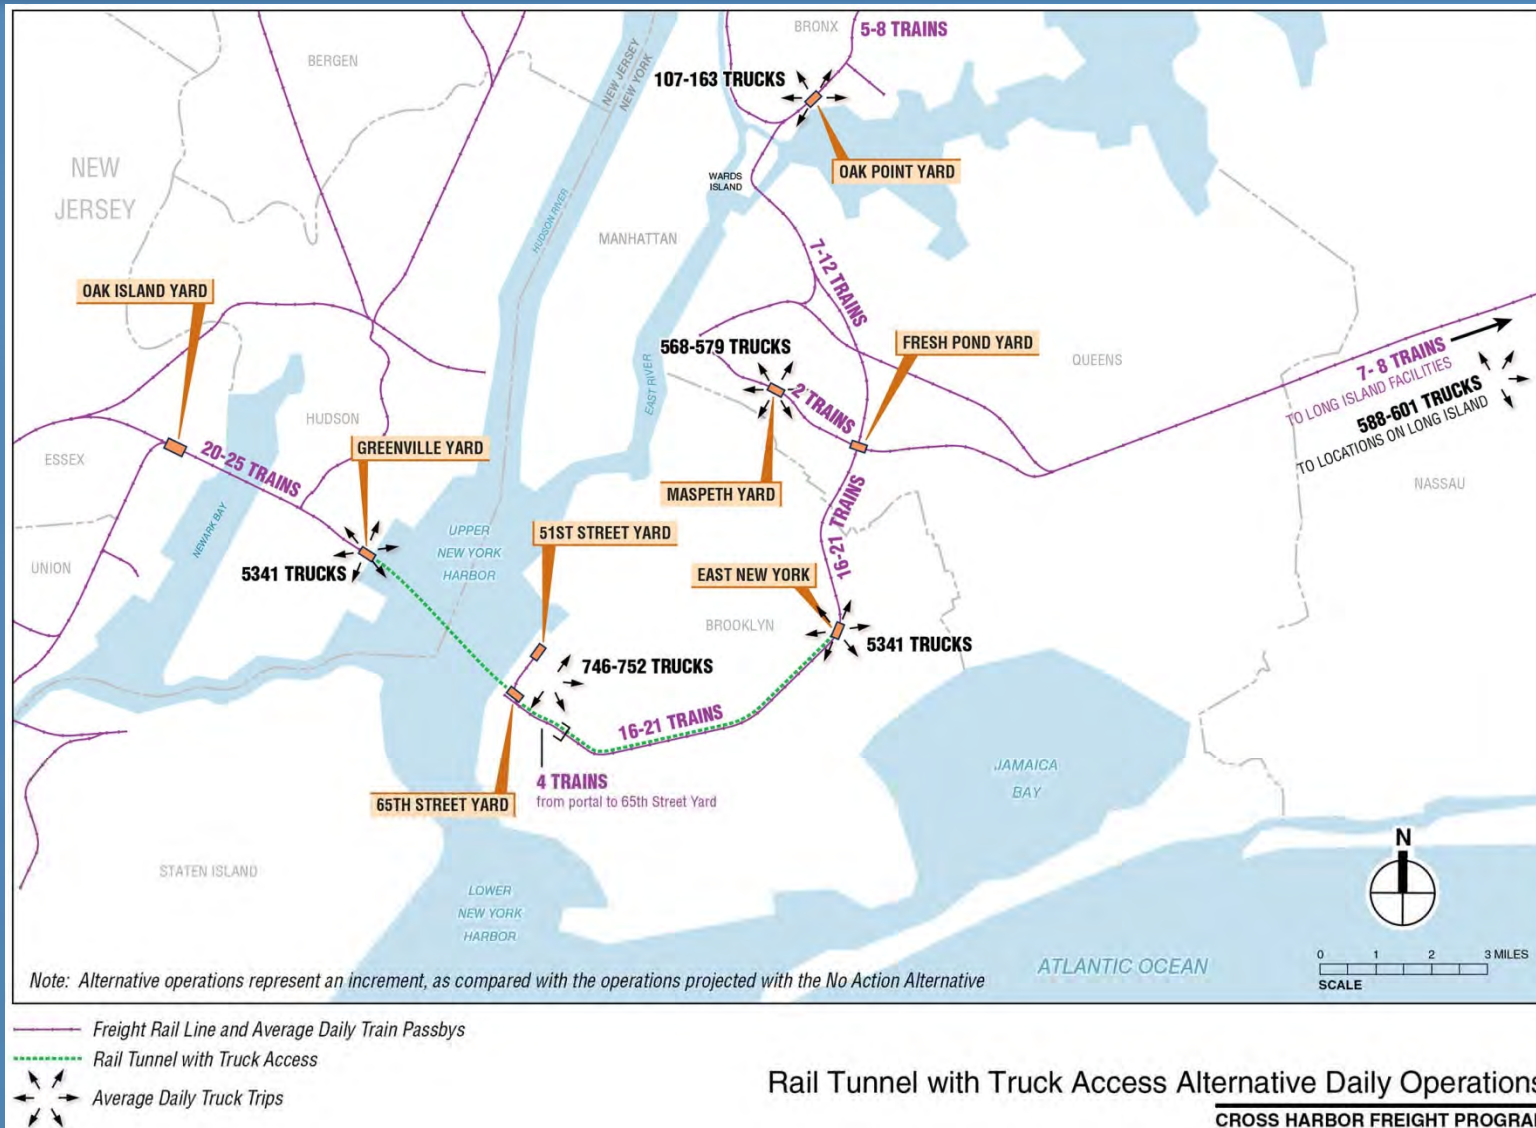 BRONX
5-8 TRAINS
BERGEN
NEW JERSEY
NEW YORK
107-163 TRUCKS
NEW
JERSEY
OAK POINT YARD
WARDS
ISLAND
HUDSON RIVER
MANHATTAN
7-12 TRAINS
OAK ISLAND YARD
568-579 TRUCKS
FRESH POND YARD
QUEENS
7- 8 TRAINS
TO LONG ISLAND FACILITIES
588-601 TRUCKS
TO LOCATIONS ON LONG ISLAND
EAST RIVER
2 TRAINS
HUDSON
GREENVILLE YARD
ESSEX
20-25 TRAINS
MASPETH YARD
NASSAU
16-21 TRAINS
NEWARK BAY
UPPER
NEW YORK
HARBOR
51ST STREET YARD
UNION
5341 TRUCKS
EAST NEW YORK
BROOKLYN
5341 TRUCKS
746-752 TRUCKS
16-21 TRAINS
4 TRAINS
from portal to 65th Street Yard
65TH STREET YARD
JAMAICA
BAY
STATEN ISLAND
LOWER
NEW YORK
HARBOR
N
ATLANTIC OCEAN
0 1 2 3 MILES
SCALE
Note: Alternative operations represent an increment, as compared with the operations projected with the No Action Alternative
Freight Rail Line and Average Daily Train Passbys
Rail Tunnel with Truck Access
Average Daily Truck Trips
Rail Tunnel with Truck Access Alternative Daily Operations
CROSS HARBOR FREIGHT PROGRA